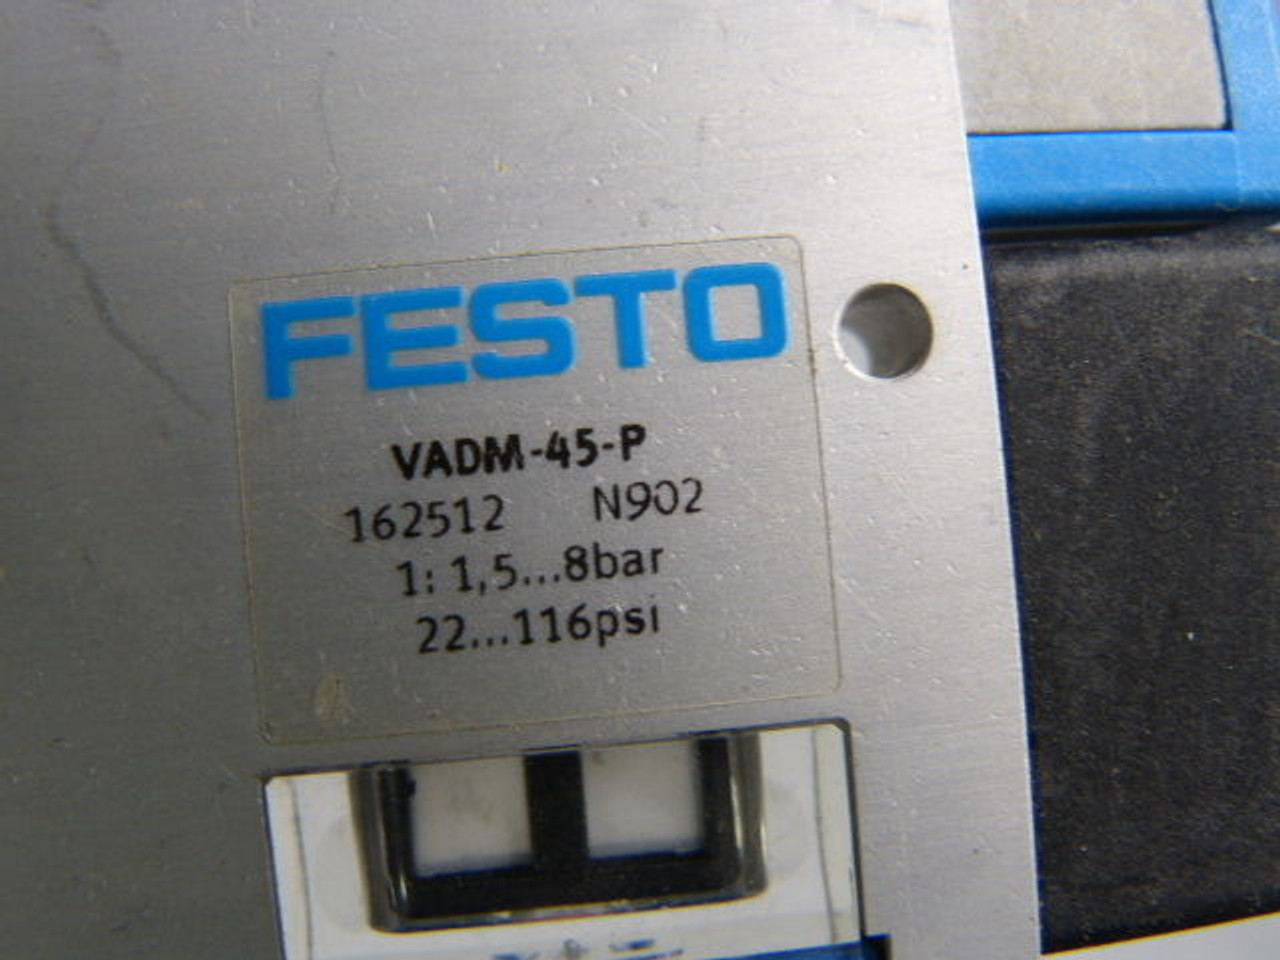 FESTO
VADM-45-P
162512 N902
1: 1,5...8bar
22...116psi